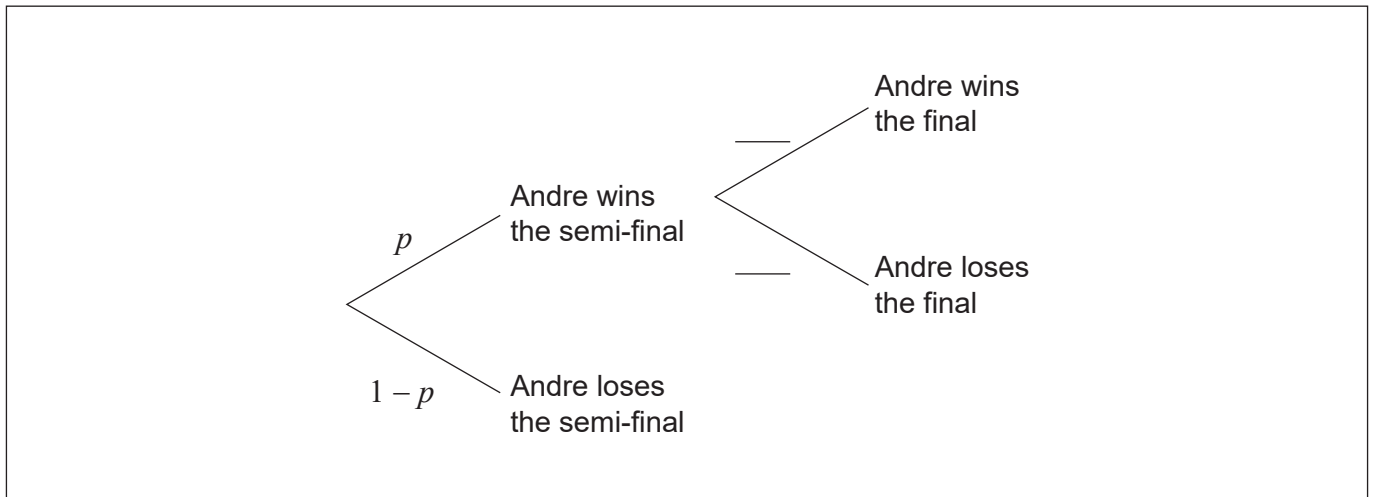 Andre wins
the final
Andre wins
the semi-final
p
Andre loses
the final
1 – p
Andre loses
the semi-final